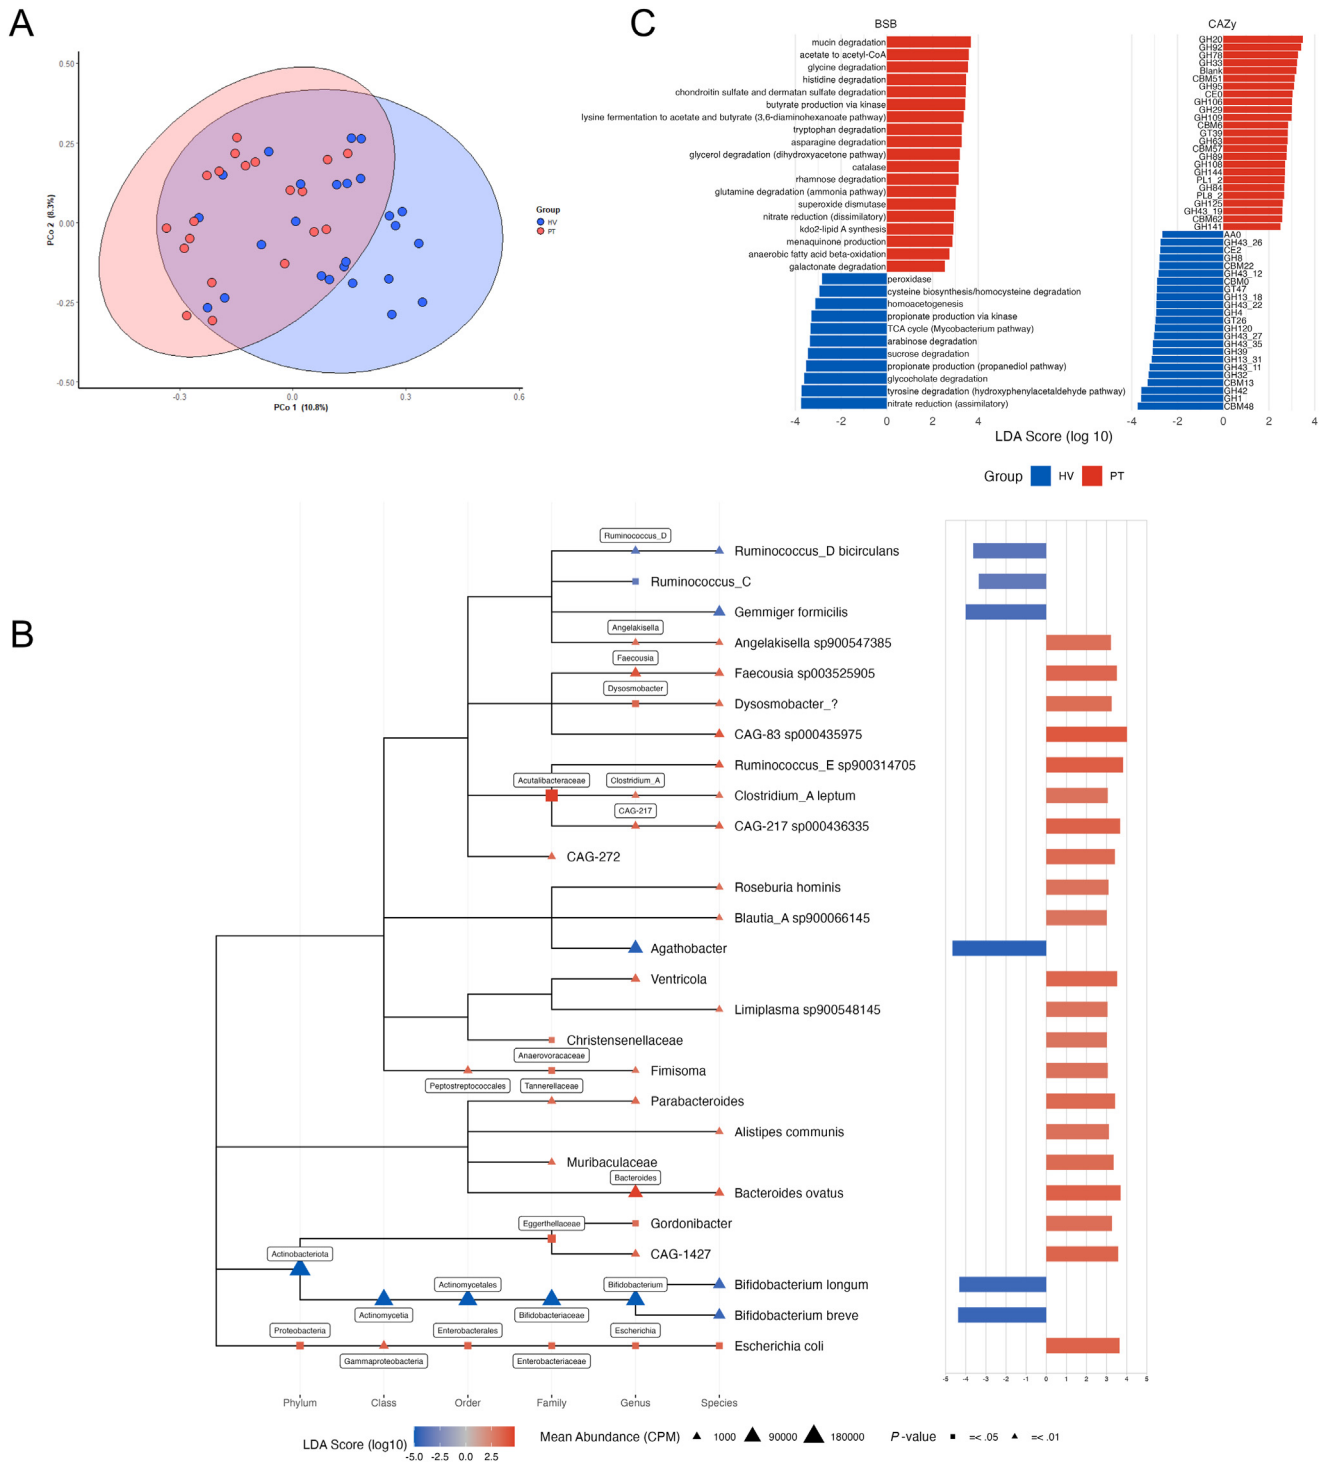 A
0.50
0.25
0.00
-0.25
-0.50
PCo 2 (8.3%)
-0.3
0.0
0.3
0.6
PCo 1 (10.8%)
Group
HV
PT
C
BSB
mucin degradation
acetate to acetyl-CoA
glycine degradation
histidine degradation
chondroitin sulfate and dermatan sulfate degradation
butyrate production via kinase
lysine fermentation to acetate and butyrate (3,6-diaminohexanoate pathway)
tryptophan degradation
asparagine degradation
glycerol degradation (dihydroxyacetone pathway)
catalase
rhamnose degradation
glutamine degradation (ammonia pathway)
superoxide dismutase
nitrate reduction (dissimilatory)
kdo2-lipid A synthesis
menaquinone production
anaerobic fatty acid beta-oxidation
galactonate degradation
peroxidase
cysteine biosynthesis/homocysteine degradation
homoacetogenesis
propionate production via kinase
TCA cycle (Mycobacterium pathway)
arabinose degradation
sucrose degradation
propionate production (propanediol pathway)
glycocholate degradation
tyrosine degradation (hydroxyphenylacetaldehyde pathway)
nitrate reduction (assimilatory)
-4 -2 0 2 4
CAZy
GH20
GH92
GH78
GH33
Blank
CBM51
GH95
CE0
GH106
GH29
GH109
CBM6
GT39
GH63
CBM57
GH89
GH108
GH144
PL1_2
GH84
PL8_2
GH125
GH43_19
CBM62
GH141
AA0
GH43_26
CE2
GH8
CBM22
GH43_12
CBM0
GT47
GH13_18
GH43_22
GH4
GT26
GH120
GH43_27
GH43_35
GH39
GH13_31
GH43_11
GH32
CBM13
GH42
GH1
CBM48
-4 -2 0 2 4
LDA Score (log 10)
Group HV PT
B
Ruminococcus_D
Ruminococcus_D bicirculans
Ruminococcus_C
Gemmiger formicilis
Angelakisella
Angelakisella sp900547385
Faecousia
Faecousia sp003525905
Dysosmobacter
Dysosmobacter_?
CAG-83 sp000435975
Ruminococcus_E sp900314705
Acutalibacteraceae
Clostridium_A
Clostridium_A leptum
CAG-217
CAG-217 sp000436335
CAG-272
Roseburia hominis
Blautia_A sp900066145
Agathobacter
Ventricola
Limiplasma sp900548145
Christensenellaceae
Anaerovoracaceae
Fimisoma
Peptostreptococcales
Tannerellaceae
Parabacteroides
Alistipes communis
Muribaculaceae
Bacteroides
Bacteroides ovatus
Eggerthellaceae
Gordonibacter
CAG-1427
Actinobacteriota
Actinomycetales
Bifidobacterium
Bifidobacterium longum
Actinomycetia
Bifidobacteriaceae
Bifidobacterium breve
Proteobacteria
Enterobacterales
Escherichia
Escherichia coli
Gammaproteobacteria
Enterobacteriaceae
-5 -4 -3 -2 -1 0 1 2 3 4 5
Phylum Class Order Family Genus Species
LDA Score (log10)
-5.0 -2.5 0 2.5
Mean Abundance (CPM) 1000 90000 180000
P-value =< .05 =< .01